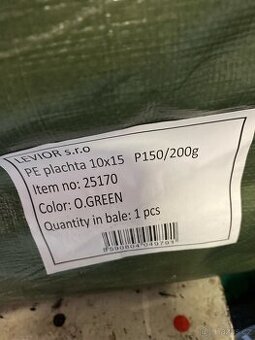 LEVIOR s.r.o
PE plachta 10x15 P150/200g
Item no: 25170
Color: O.GREEN
Quantity in bale: 1 pcs